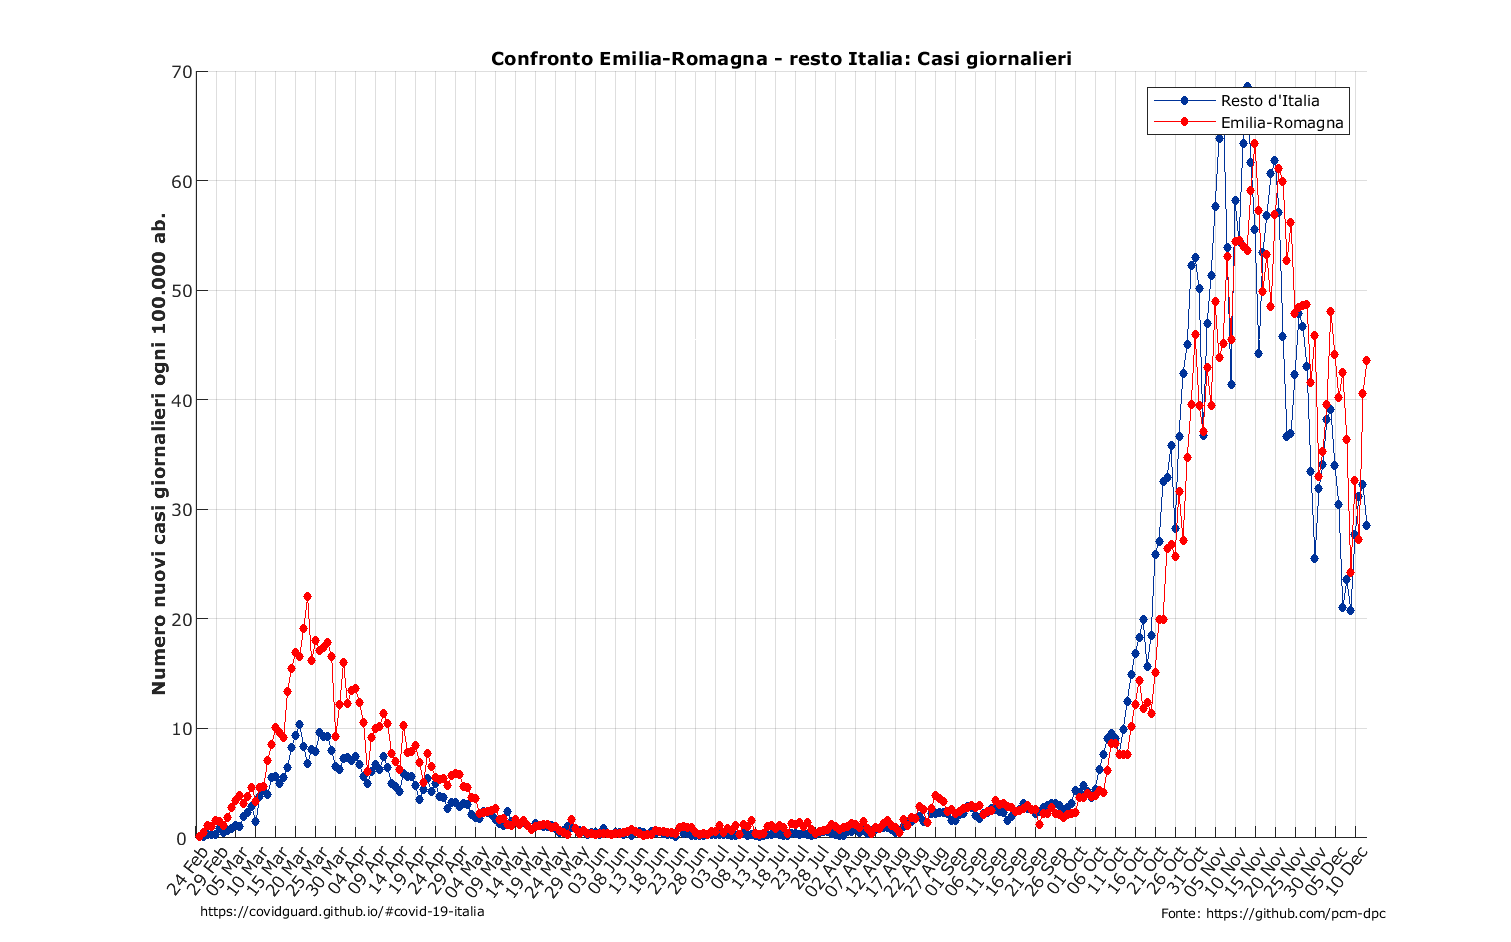 Confronto Emilia-Romagna - resto Italia: Casi giornalieri
Numero nuovi casi giornalieri ogni 100.000 ab.
70
60
50
40
30
20
10
0
Resto d'Italia
Emilia-Romagna
24 Feb
29 Feb
05 Mar
10 Mar
15 Mar
20 Mar
25 Mar
30 Mar
04 Apr
09 Apr
14 Apr
19 Apr
24 Apr
29 Apr
04 May
09 May
14 May
19 May
24 May
29 May
03 Jun
08 Jun
13 Jun
18 Jun
23 Jun
28 Jun
03 Jul
08 Jul
13 Jul
18 Jul
23 Jul
28 Jul
02 Aug
07 Aug
12 Aug
17 Aug
22 Aug
27 Aug
01 Sep
06 Sep
11 Sep
16 Sep
21 Sep
26 Sep
01 Oct
06 Oct
11 Oct
16 Oct
21 Oct
26 Oct
31 Oct
05 Nov
10 Nov
15 Nov
20 Nov
25 Nov
30 Nov
05 Dec
10 Dec
https://covidguard.github.io/#covid-19-italia
Fonte: https://github.com/pcm-dpc